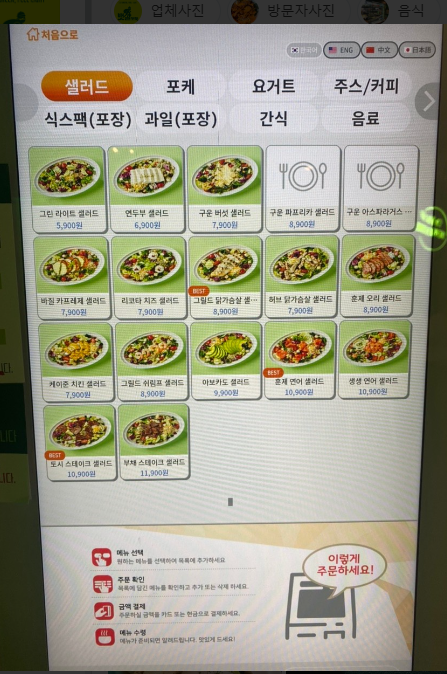 업체사진
방문자사진
음식
처음으로
한국어
ENG
中文
日本語
샐러드
포케
요거트
주스/커피
식스팩(포장)
과일(포장)
간식
음료
그린 라이트 샐러드
5,900원
연두부 샐러드
6,900원
구운 버섯 샐러드
7,900원
구운 파프리카 샐러드
8,900원
구운 아스파라거스 ···
8,900원
바질 카프레제 샐러드
7,900원
리코타 치즈 샐러드
7,900원
BEST
그릴드 닭가슴살 샐···
8,900원
허브 닭가슴살 샐러드
7,900원
훈제 오리 샐러드
8,900원
케이준 치킨 샐러드
7,900원
그릴드 쉬림프 샐러드
8,900원
아보카도 샐러드
9,900원
BEST
훈제 연어 샐러드
10,900원
생생 연어 샐러드
10,900원
BEST
토시 스테이크 샐러드
10,900원
부채 스테이크 샐러드
11,900원
메뉴 선택
원하는 메뉴를 선택하여 목록에 추가하세요.
주문 확인
목록에 담긴 메뉴를 확인하고 추가 또는 삭제 하세요.
금액 결제
주문하실 금액을 카드 또는 현금으로 결제하세요.
메뉴 수령
메뉴가 준비되면 알려드립니다. 맛있게 드세요!
이렇게
주문하세요!